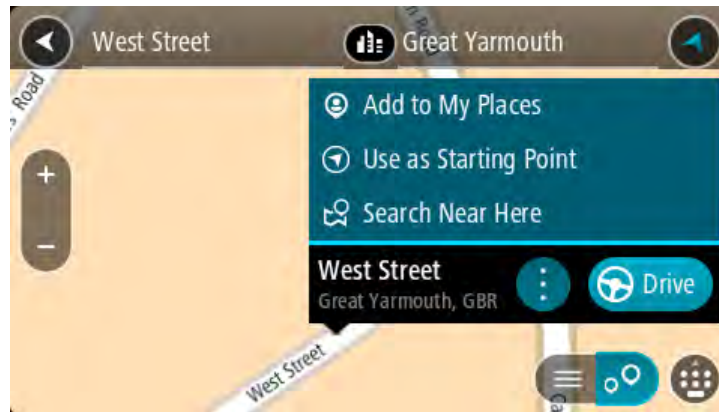 West Street
Great Yarmouth
Road
Add to My Places
Use as Starting Point
Search Near Here
West Street
Great Yarmouth, GBR
Drive
West Street